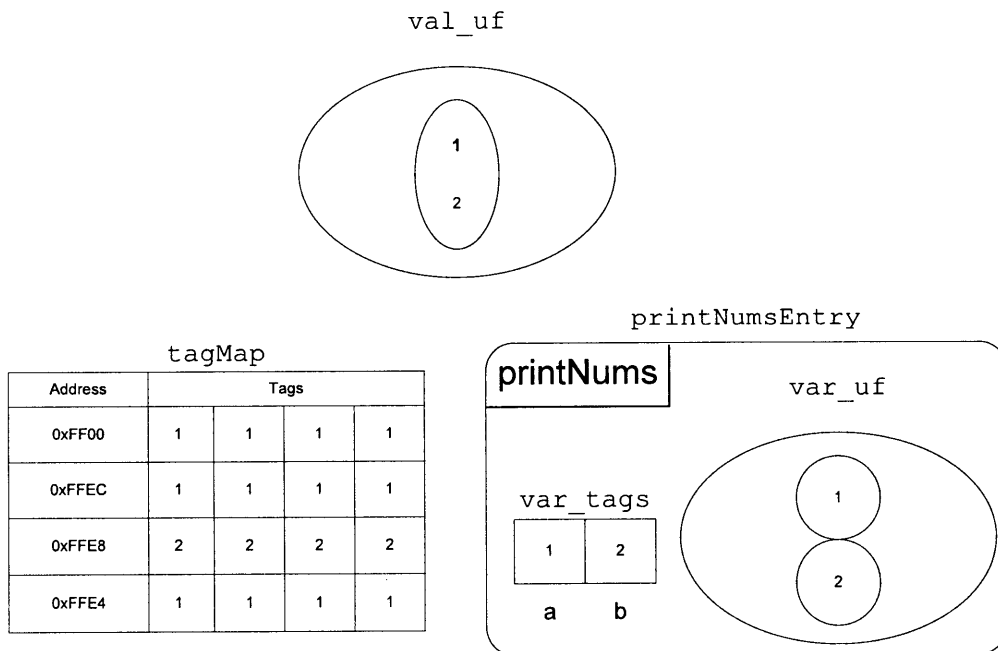 val_uf
1
2
tagMap
Address Tags
0xFF00 1 1 1 1
0xFFEC 1 1 1 1
0xFFE8 2 2 2 2
0xFFE4 1 1 1 1
printNumsEntry
printNums
var_uf
var_tags
1 2
a b
1
2